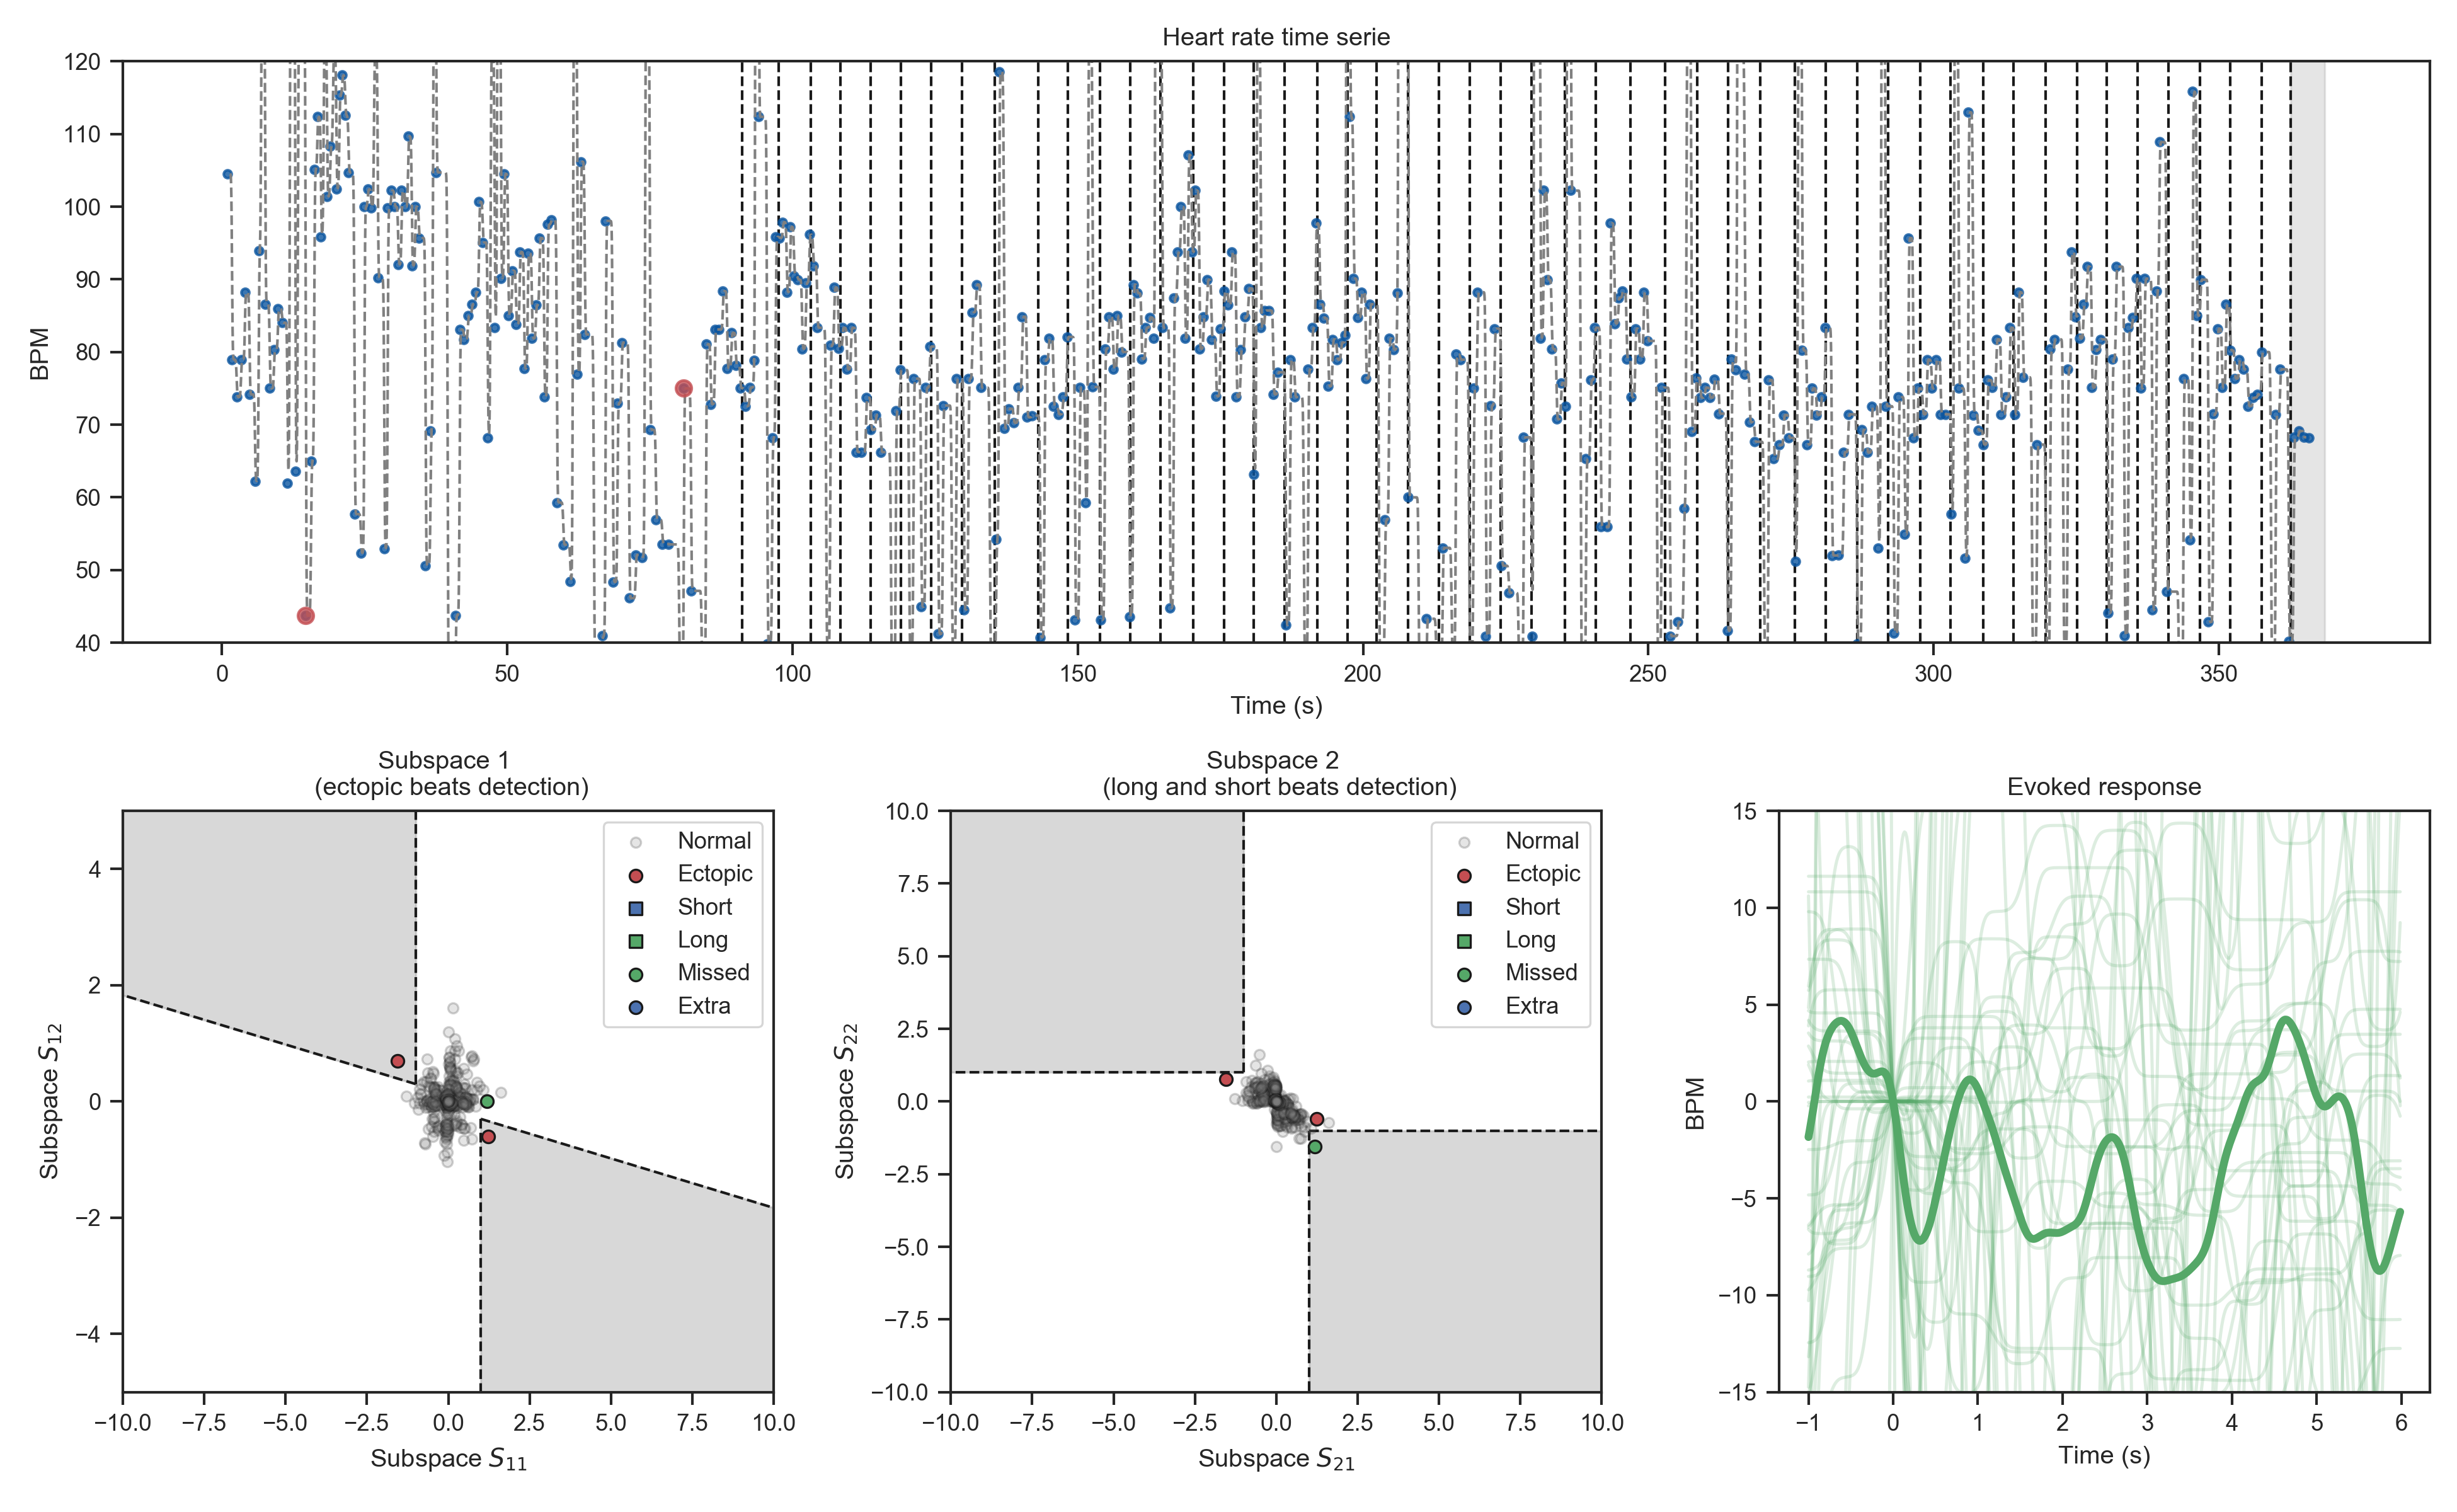 Heart rate time serie
120
110
100
90
80
70
60
50
40
BPM
0 50 100 150 200 250 300 350
Time (s)
Subspace 1
(ectopic beats detection)
4
2
0
−2
−4
Subspace S12
Normal
Ectopic
Short
Long
Missed
Extra
−10.0 −7.5 −5.0 −2.5 0.0 2.5 5.0 7.5 10.0
Subspace S11
Subspace 2
(long and short beats detection)
10.0
7.5
5.0
2.5
0.0
−2.5
−5.0
−7.5
−10.0
Subspace S22
Normal
Ectopic
Short
Long
Missed
Extra
−10.0 −7.5 −5.0 −2.5 0.0 2.5 5.0 7.5 10.0
Subspace S21
Evoked response
15
10
5
0
−5
−10
−15
BPM
−1 0 1 2 3 4 5 6
Time (s)